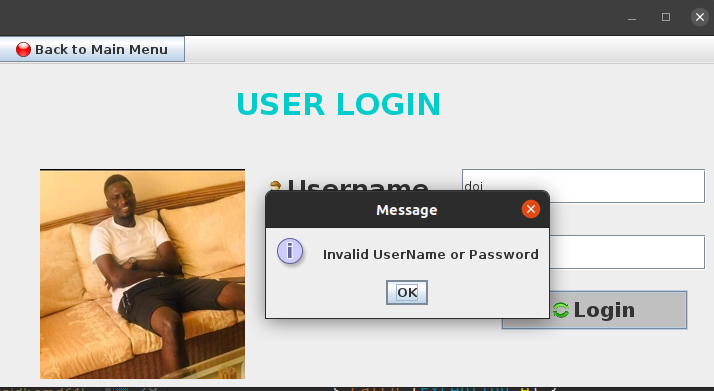 Back to Main Menu
USER LOGIN
Username
doi
Message
Invalid UserName or Password
OK
Login